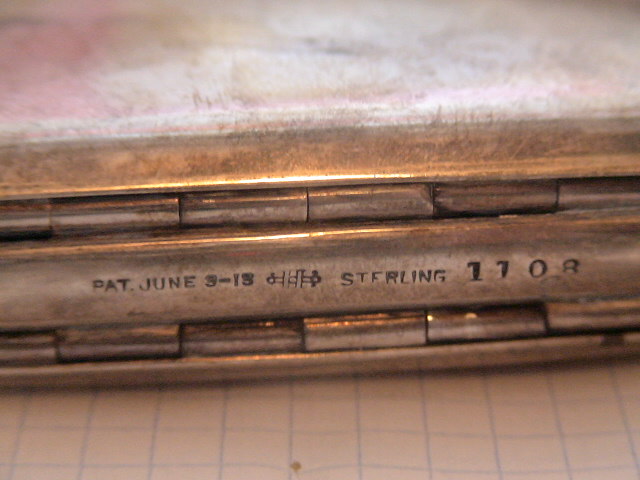 PAT. JUNE 3-13 STERLING 1108